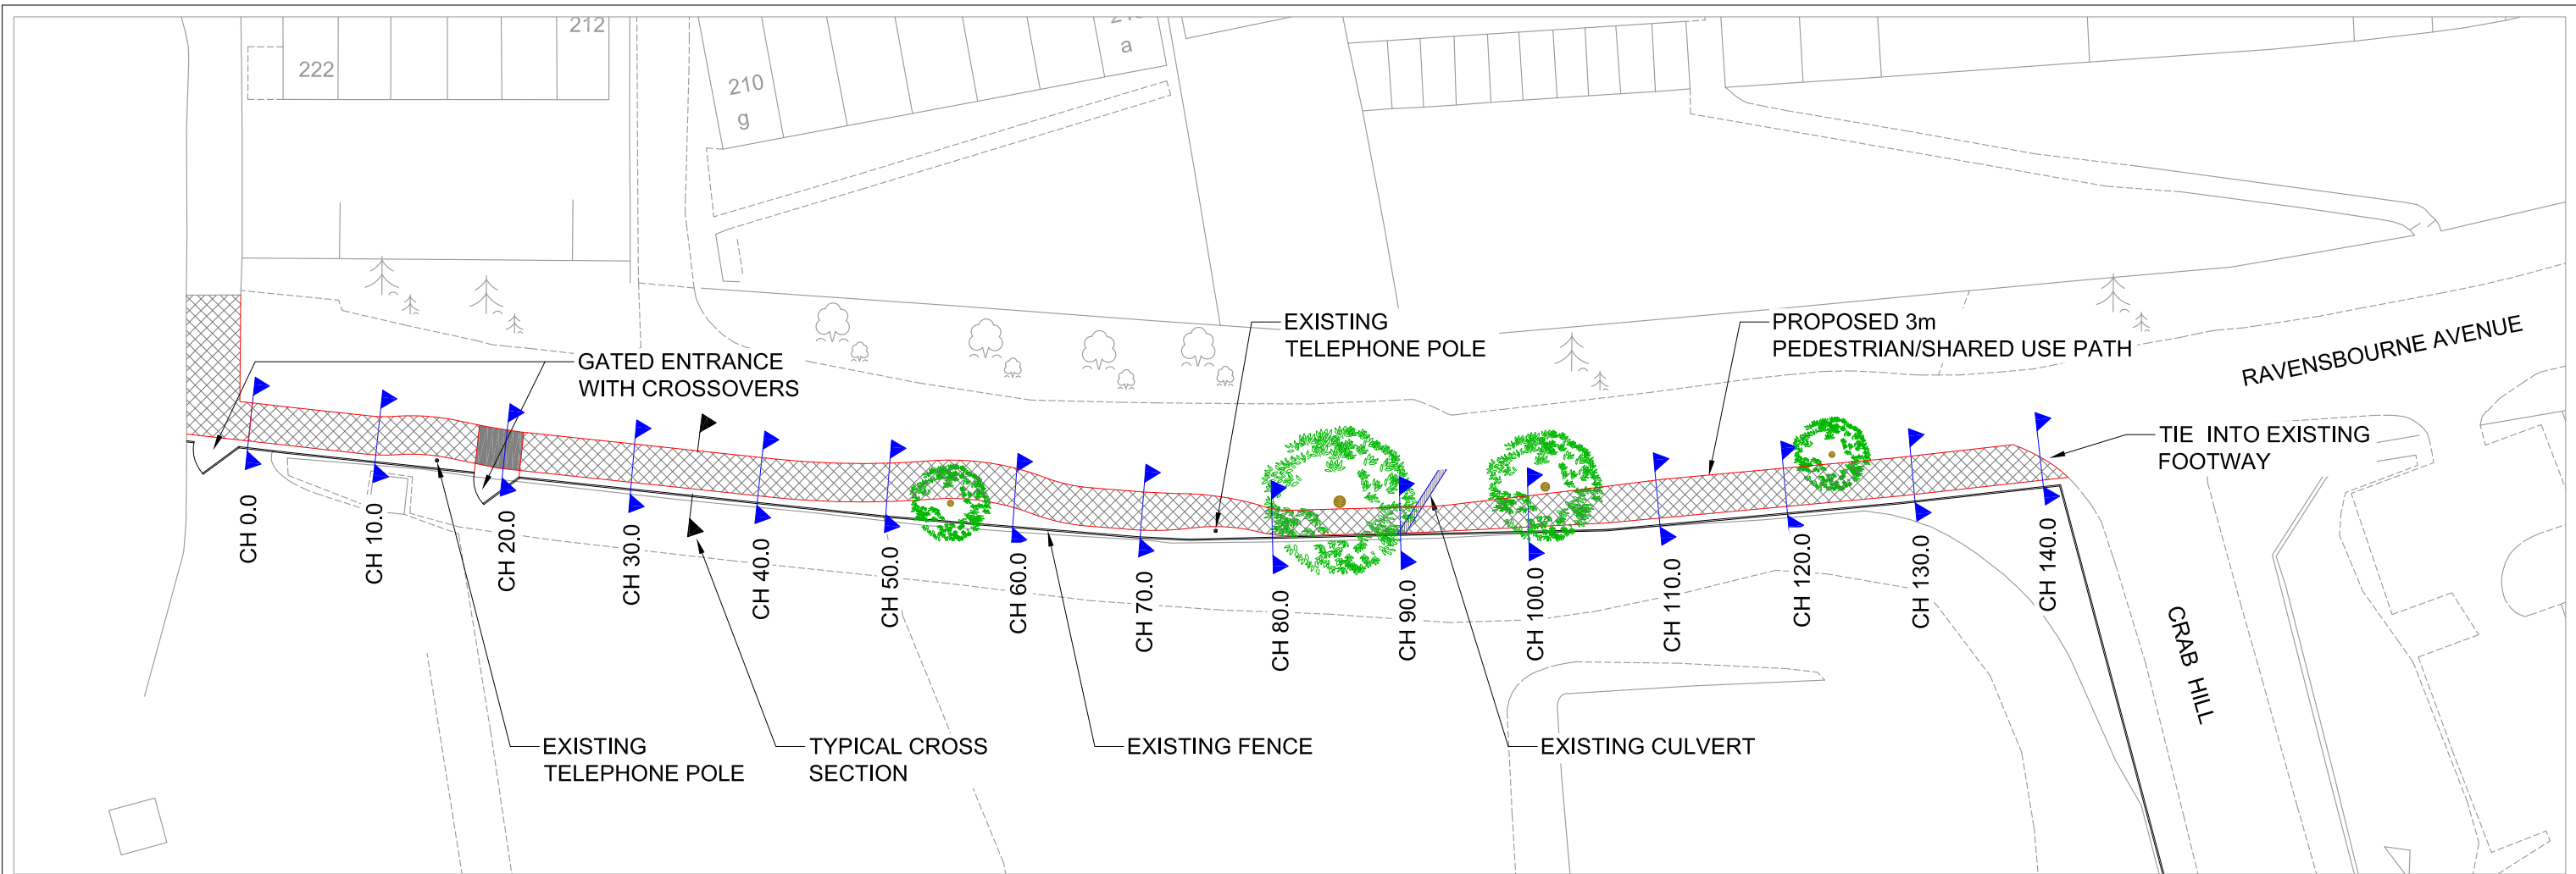 212
222
210
g
a
EXISTING
TELEPHONE POLE
PROPOSED 3m
PEDESTRIAN/SHARED USE PATH
RAVENSBOURNE AVENUE
GATED ENTRANCE
WITH CROSSOVERS
TIE INTO EXISTING
FOOTWAY
CH 0.0
CH 10.0
CH 20.0
CH 30.0
CH 40.0
CH 50.0
CH 60.0
CH 70.0
CH 80.0
CH 90.0
CH 100.0
CH 110.0
CH 120.0
CH 130.0
CH 140.0
CRAB HILL
EXISTING
TELEPHONE POLE
TYPICAL CROSS
SECTION
EXISTING FENCE
EXISTING CULVERT